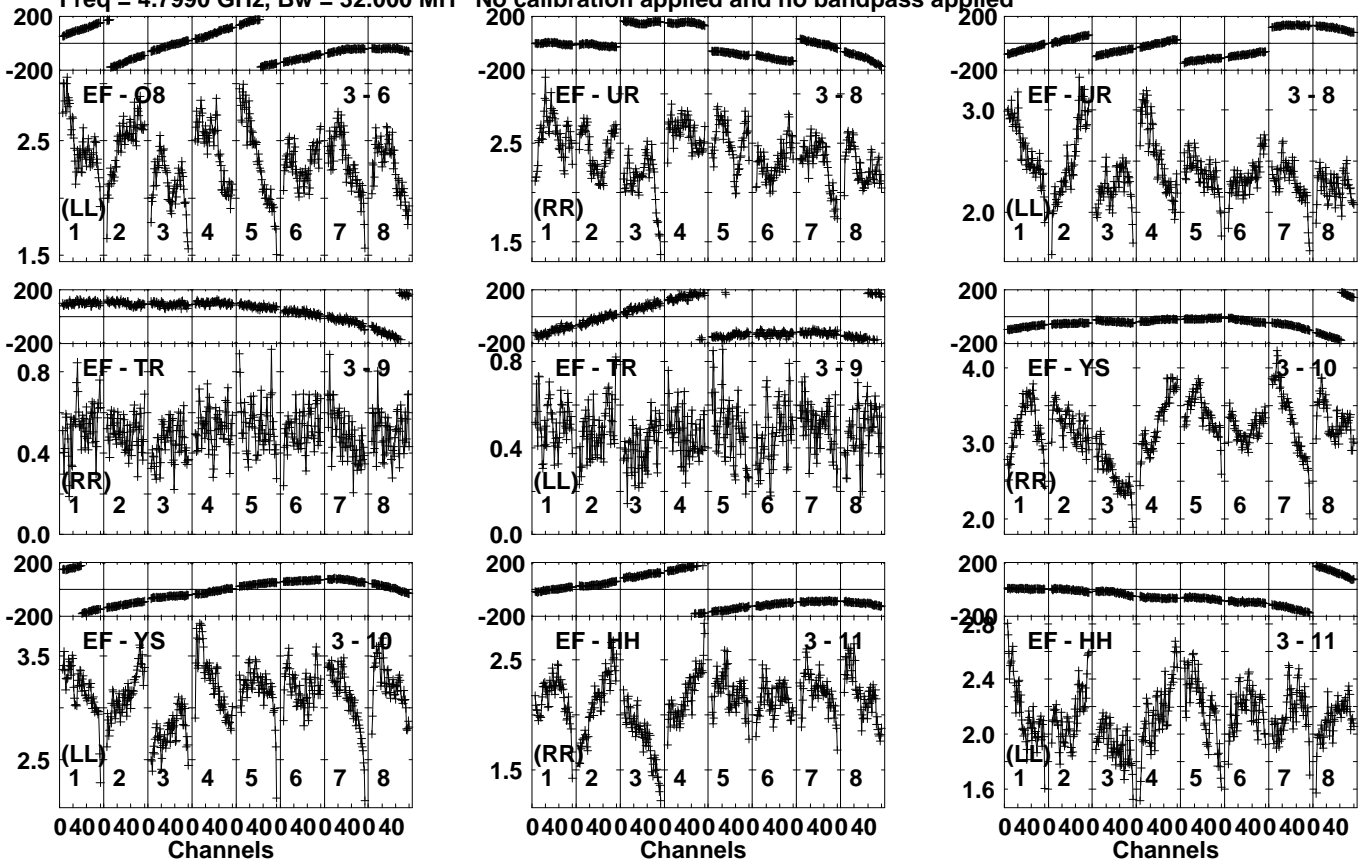 Freq = 4.7990 GHz, Bw = 32.000 MH No calibration applied and no bandpass applied
200 200 200
-200 -200 -200
EF - O8 3 - 6 EF - UR 3 - 8 EF - UR 3 - 8
3.0
2.5 2.5
(LL) (RR) (LL) 2.0
1 2 3 4 5 6 7 8 1 2 3 4 5 6 7 8 1 2 3 4 5 6 7 8
1.5 1.5
200 200 200
-200 -200 -200
EF - TR 3 - 9 EF - TR 3 - 9 EF - YS 3 - 10
0.8 0.8 4.0
0.4 0.4 3.0
(RR) (LL) (RR)
1 2 3 4 5 6 7 8 1 2 3 4 5 6 7 8 1 2 3 4 5 6 7 8
0.0 0.0 2.0
200 200 200
-200 -200 -200
2.8
EF - YS 3 - 10 EF - HH 3 - 11 EF - HH 3 - 11
3.5 2.5 2.4
2.0
(LL) (RR) (LL)
2.5 1.5 1.6
1 2 3 4 5 6 7 8 1 2 3 4 5 6 7 8 1 2 3 4 5 6 7 8
0 40 0 40 0 40 0 40 0 40 0 40 0 40 0 40 0 40 0 40 0 40 0 40 0 40 0 40 0 40 0 40 0 40 0 40 0 40 0 40 0 40 0 40 0 40 0 40
Channels Channels Channels